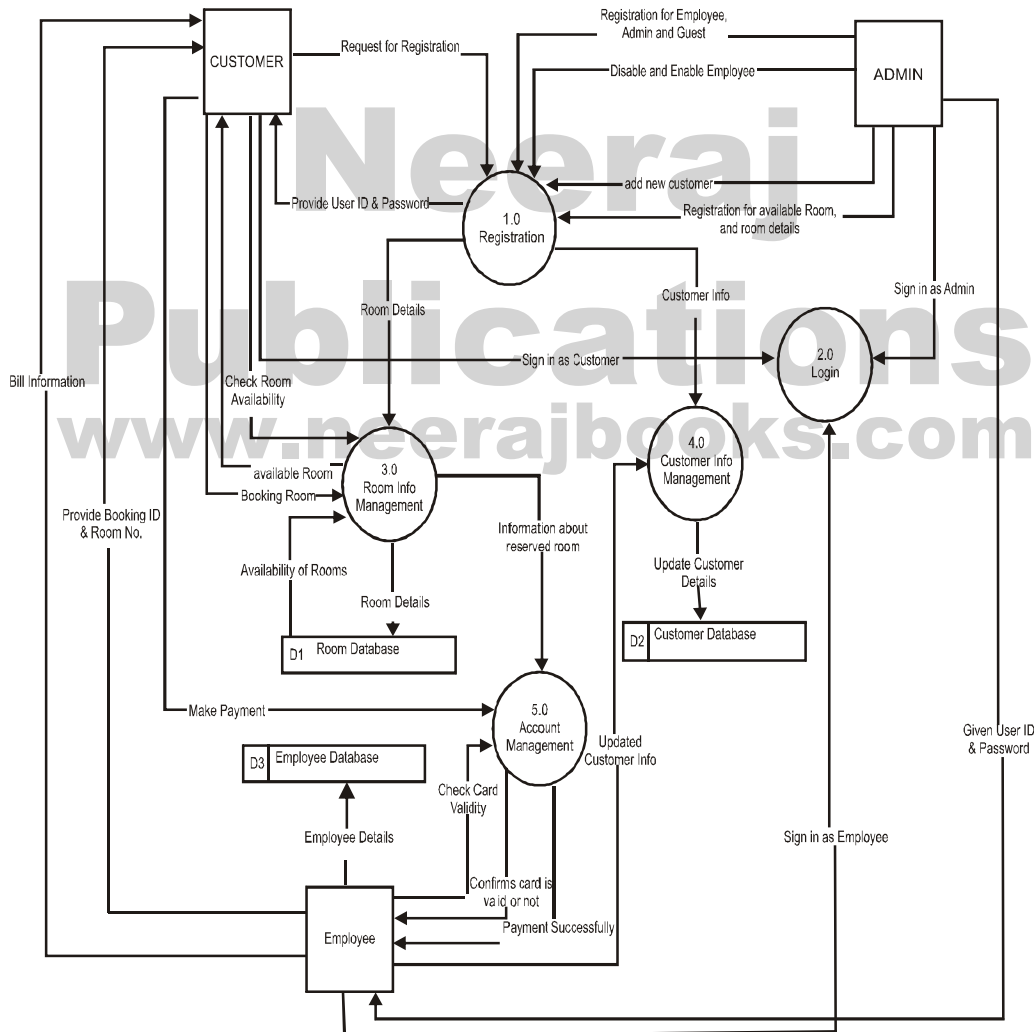 Registration for Employee,
Admin and Guest
Request for Registration
CUSTOMER
Disable and Enable Employee
ADMIN
Neeraj
add new customer
Provide User ID & Password
Registration for available Room,
and room details
1.0
Registration
Publications
Customer Info
Sign in as Admin
Room Details
Sign in as Customer
2.0
Login
Bill Information
Check Room
Availability
www.neerajbooks.com
4.0
Customer Info
Management
3.0
Room Info
Management
available Room
Booking Room
Provide Booking ID
& Room No.
Information about
reserved room
Availability of Rooms
Update Customer
Details
Room Details
D1
Room Database
D2
Customer Database
Make Payment
5.0
Account
Management
Updated
Customer Info
Given User ID
& Password
D3
Employee Database
Check Card
Validity
Employee Details
Sign in as Employee
Confirms card is
valid or not
Payment Successfully
Employee